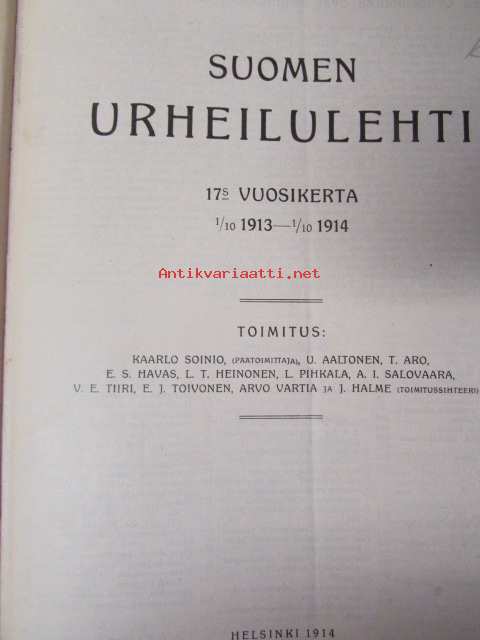 SUOMEN
URHEILULEHTI
17S VUOSIKERTA
1/10 1913—1/10 1914
Antikvariaatti.net
TOIMITUS:
KAARLO SOINIO, (PÄÄTOIMITTAJA), U. AALTONEN, T. ARO,
E. S. HAVAS, L. T. HEINONEN, L. PIHKALA, A. I. SALOVAARA,
V. E. TIIRI, E. J. TOIVONEN, ARVO VARTIA JA J. HALME (TOIMITUSSIHTEERI)
HELSINKI 1914